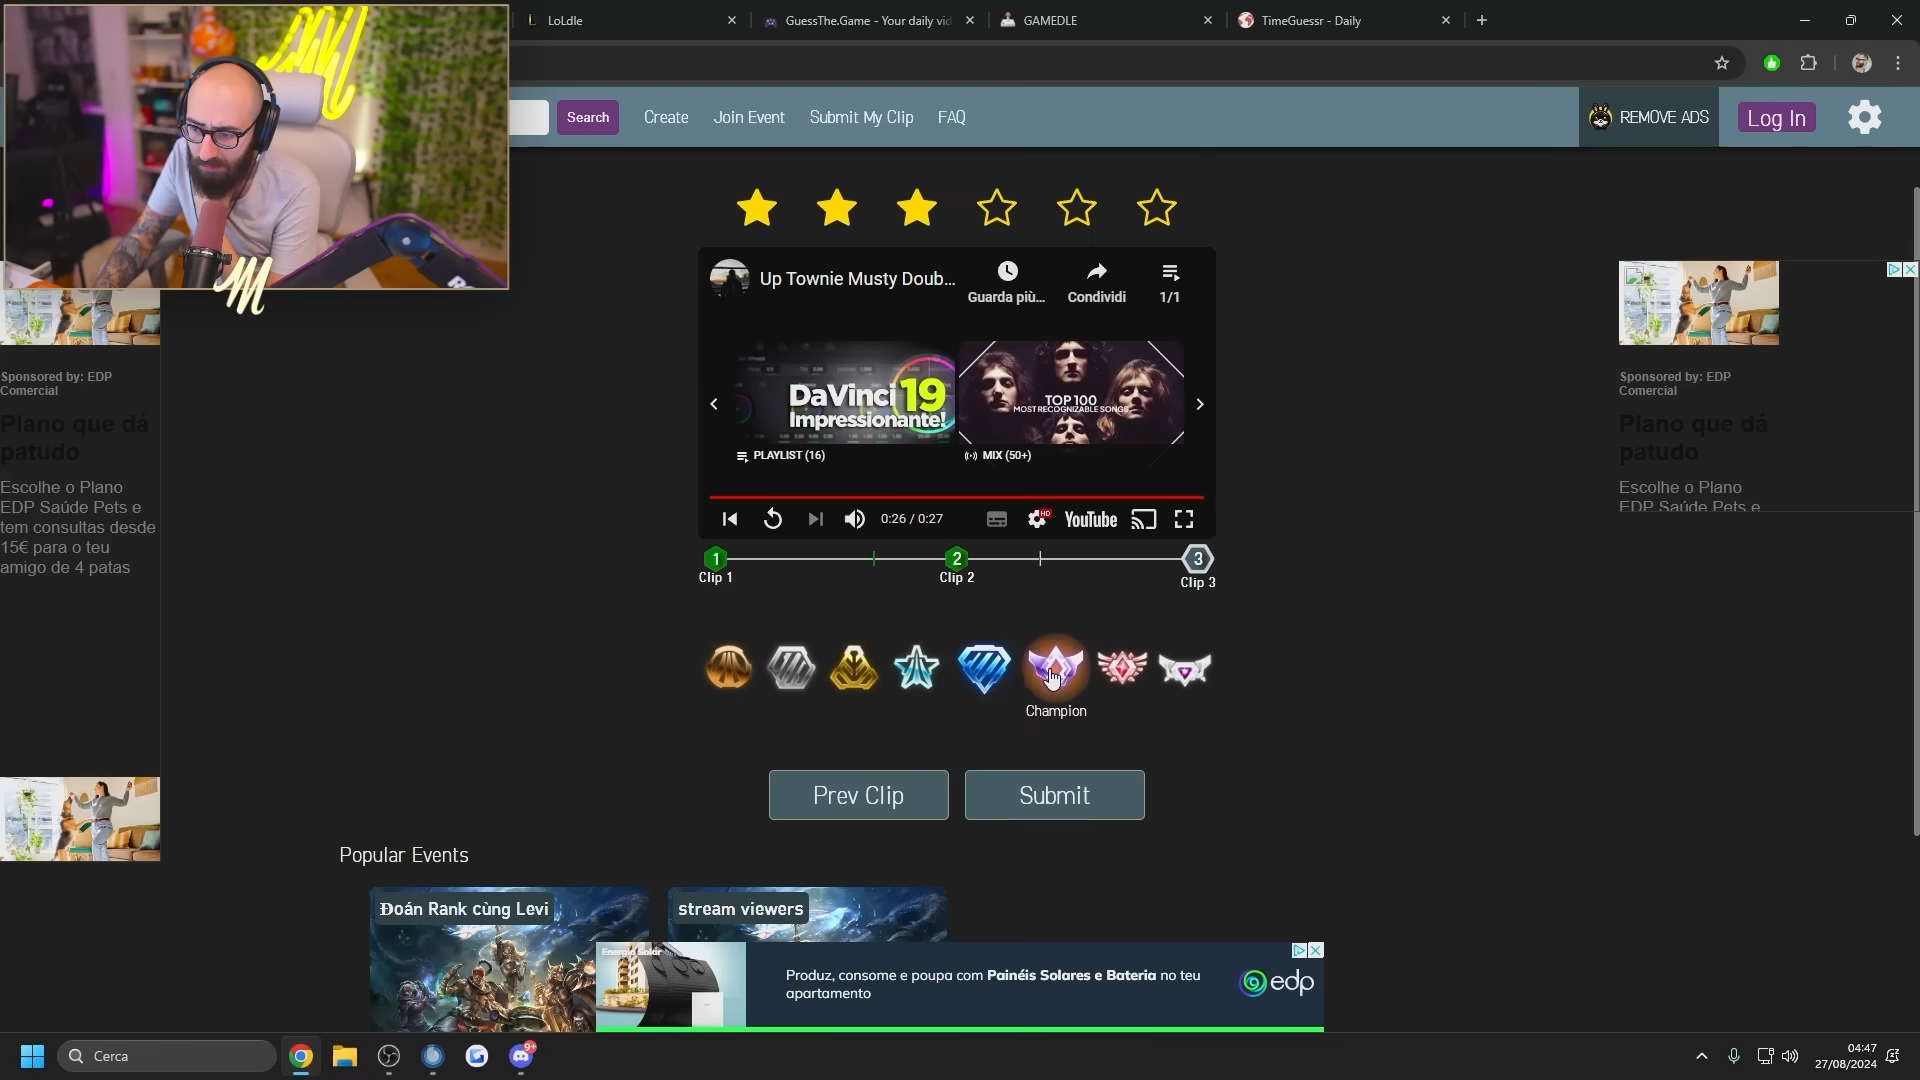 LoLdle
GuessThe.Game - Your daily vid
GAMEDLE
TimeGuessr - Daily
Search
Create
Join Event
Submit My Clip
FAQ
REMOVE ADS
Log In
Up Townie Musty Doub...
Guarda più...
Condividi
1/1
DaVinci 19
Impressionante!
TOP 100
MOST RECOGNIZABLE SONGS
PLAYLIST (16)
MIX (50+)
0:26 / 0:27
HD
YouTube
1
2
3
Clip 1
Clip 2
Clip 3
Sponsored by: EDP
Comercial
Plano que dá
patudo
Escolhe o Plano
EDP Saúde Pets e
tem consultas desde
15€ para o teu
amigo de 4 patas
Sponsored by: EDP
Comercial
Plano que dá
patudo
Escolhe o Plano
EDP Saúde Pets e
Champion
Prev Clip
Submit
Popular Events
Đoán Rank cùng Levi
stream viewers
Energia Solar
Produz, consome e poupa com Painéis Solares e Bateria no teu
apartamento
edp
Cerca
9+
04:47
27/08/2024